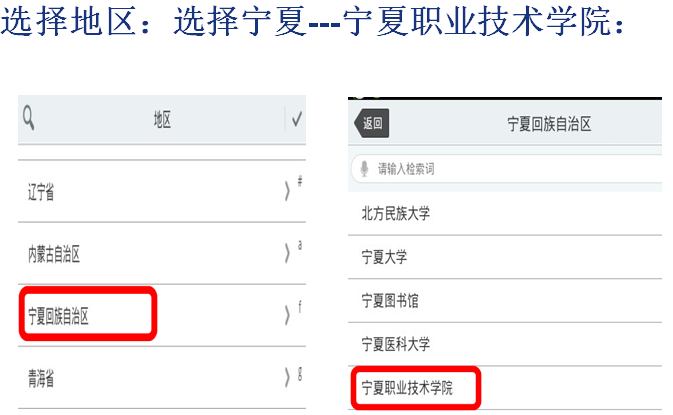 选择地区：选择宁夏---宁夏职业技术学院：
地区
辽宁省
#
内蒙古自治区
a
宁夏回族自治区
f
青海省
g
返回
宁夏回族自治区
请输入检索词
北方民族大学
宁夏大学
宁夏图书馆
宁夏医科大学
宁夏职业技术学院